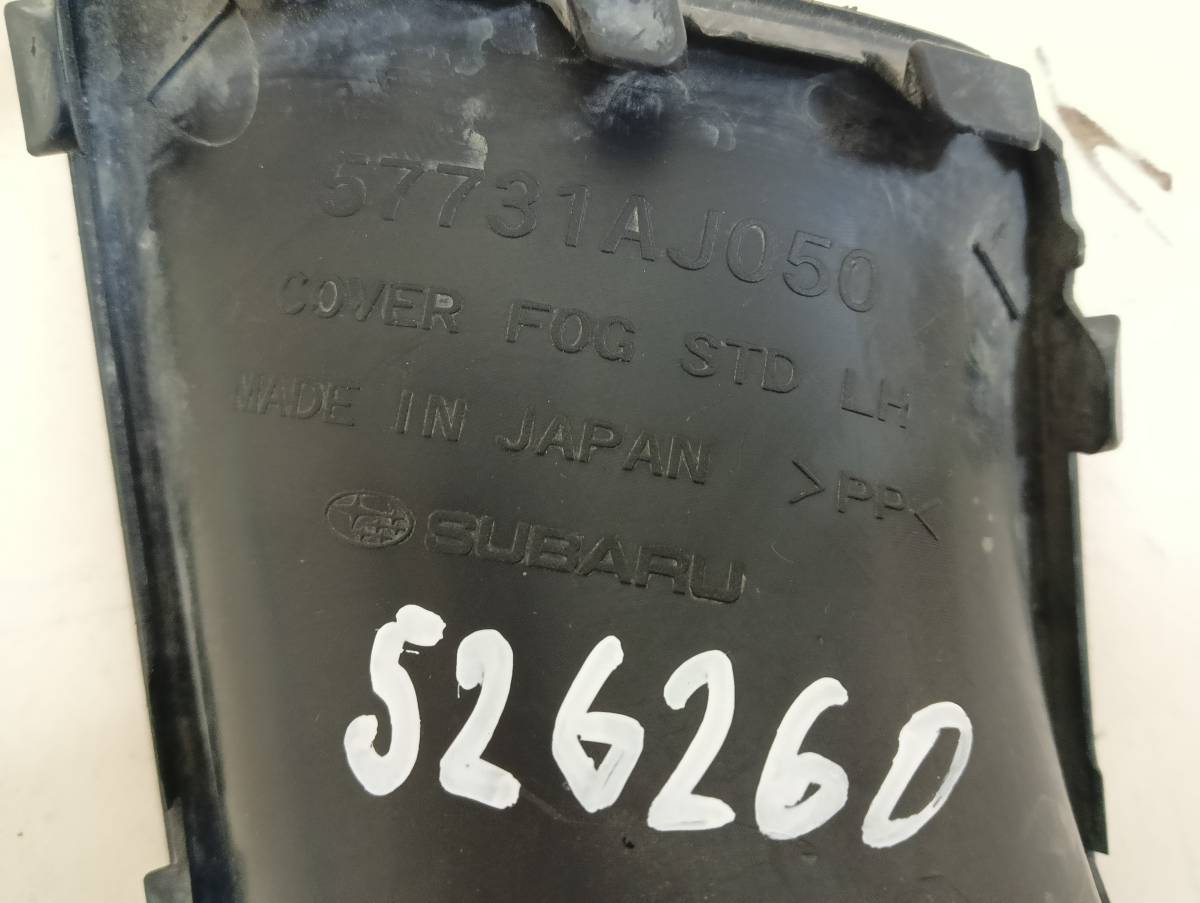 57731AJ050
COVER FOG STD LH
MADE IN JAPAN >PP<
SUBARU
526260